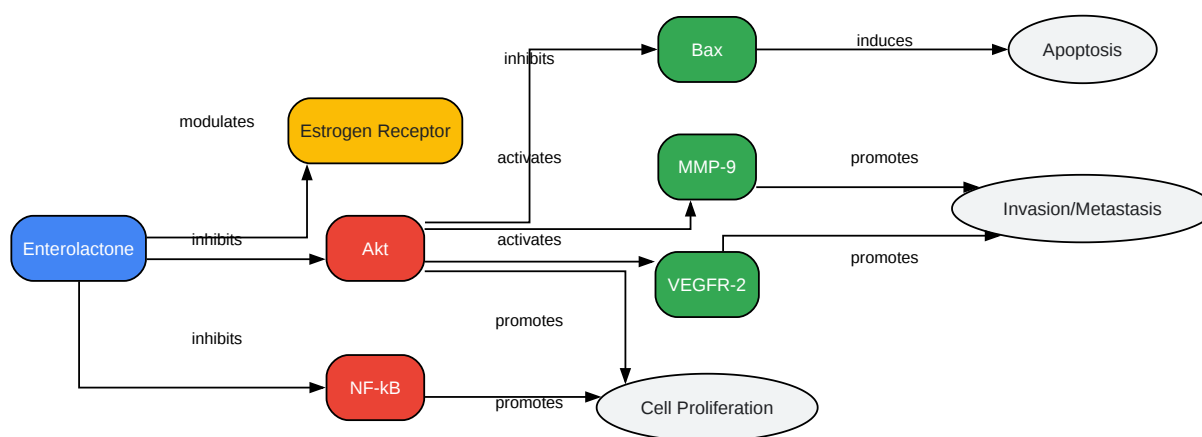 inhibits
Bax
induces
Apoptosis
modulates
Estrogen Receptor
activates
MMP-9
promotes
Invasion/Metastasis
Enterolactone
inhibits
Akt
activates
promotes
VEGFR-2
promotes
inhibits
NF-kB
promotes
Cell Proliferation